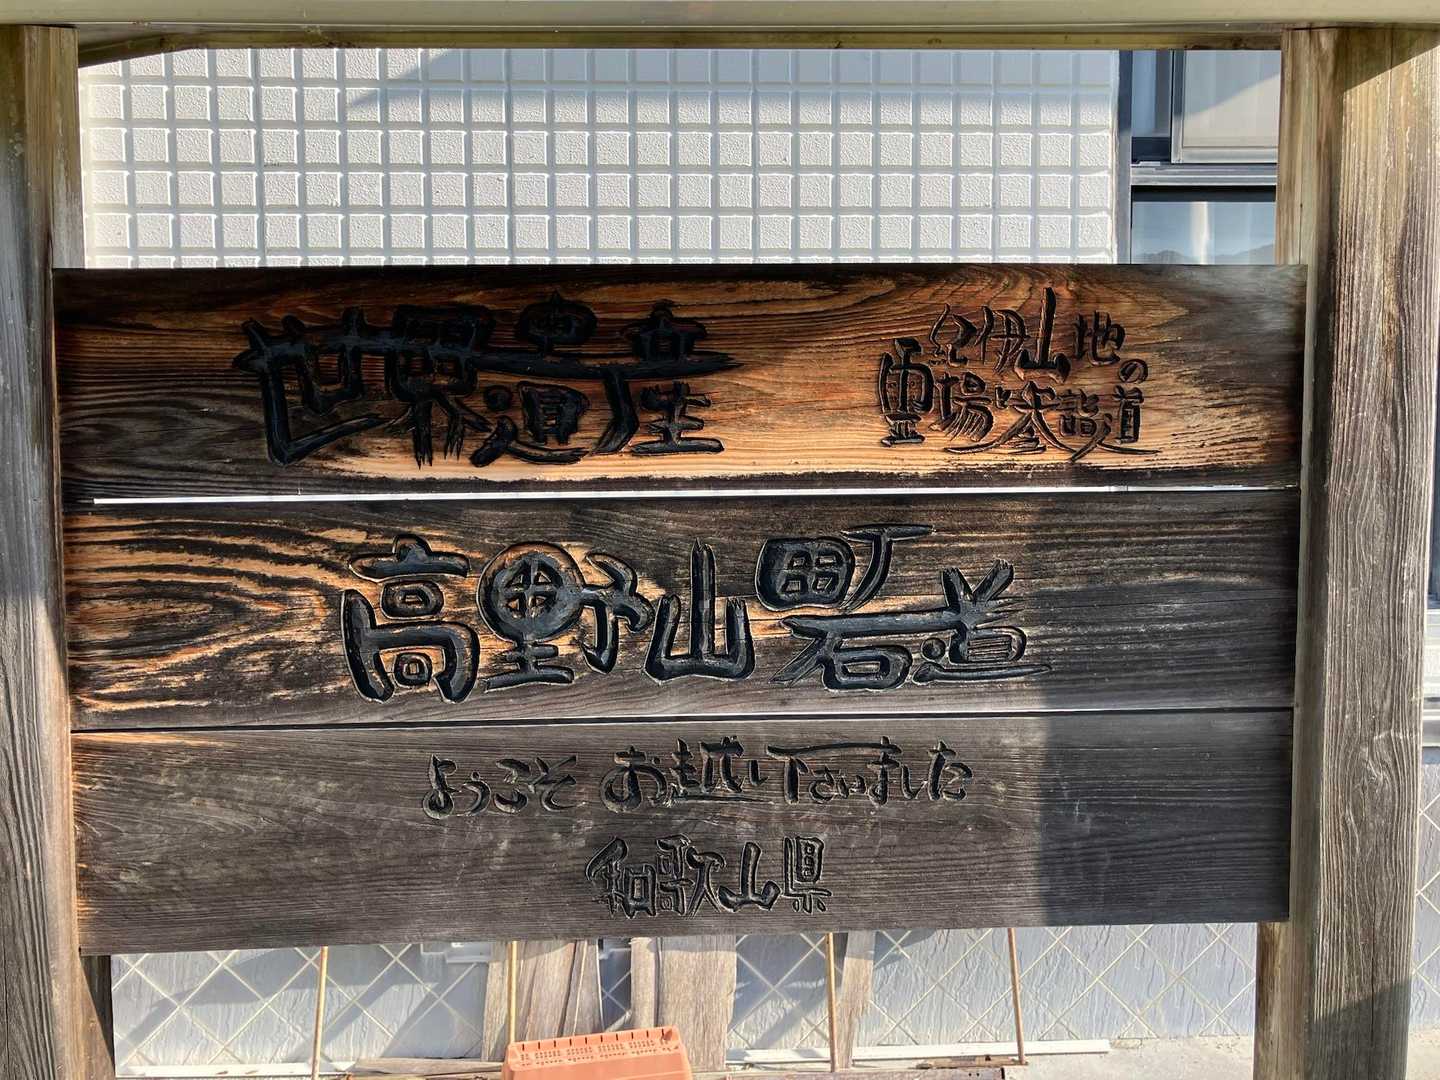 世界遺産
紀伊山地の
霊場と参詣道
高野山町石道
ようこそ お越し下さいました
和歌山県